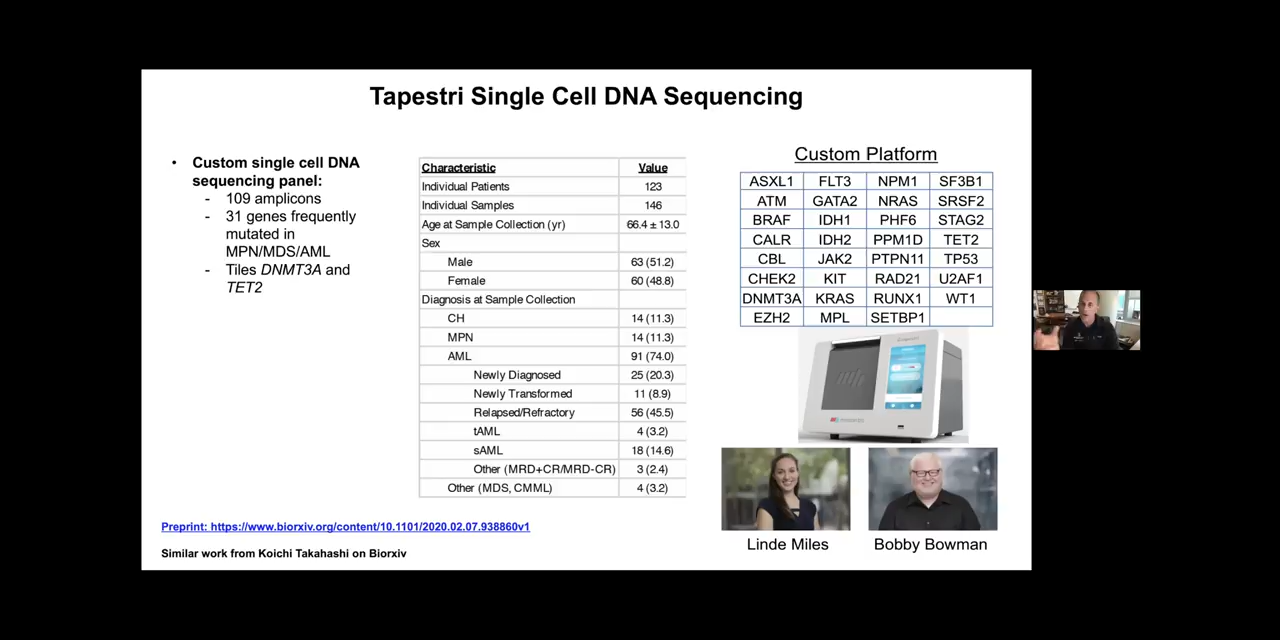 Tapestri Single Cell DNA Sequencing
• Custom single cell DNA
sequencing panel:
- 109 amplicons
- 31 genes frequently
mutated in
MPN/MDS/AML
- Tiles DNMT3A and
TET2
Characteristic Value
Individual Patients 123
Individual Samples 146
Age at Sample Collection (yr) 66.4 ± 13.0
Sex
Male 63 (51.2)
Female 60 (48.8)
Diagnosis at Sample Collection
CH 14 (11.3)
MPN 14 (11.3)
AML 91 (74.0)
Newly Diagnosed 25 (20.3)
Newly Transformed 11 (8.9)
Relapsed/Refractory 56 (45.5)
tAML 4 (3.2)
sAML 18 (14.6)
Other (MRD+CR/MRD-CR) 3 (2.4)
Other (MDS, CMML) 4 (3.2)
Custom Platform
ASXL1 FLT3 NPM1 SF3B1
ATM GATA2 NRAS SRSF2
BRAF IDH1 PHF6 STAG2
CALR IDH2 PPM1D TET2
CBL JAK2 PTPN11 TP53
CHEK2 KIT RAD21 U2AF1
DNMT3A KRAS RUNX1 WT1
EZH2 MPL SETBP1
Linde Miles Bobby Bowman
Preprint: https://www.biorxiv.org/content/10.1101/2020.02.07.938860v1
Similar work from Koichi Takahashi on Biorxiv